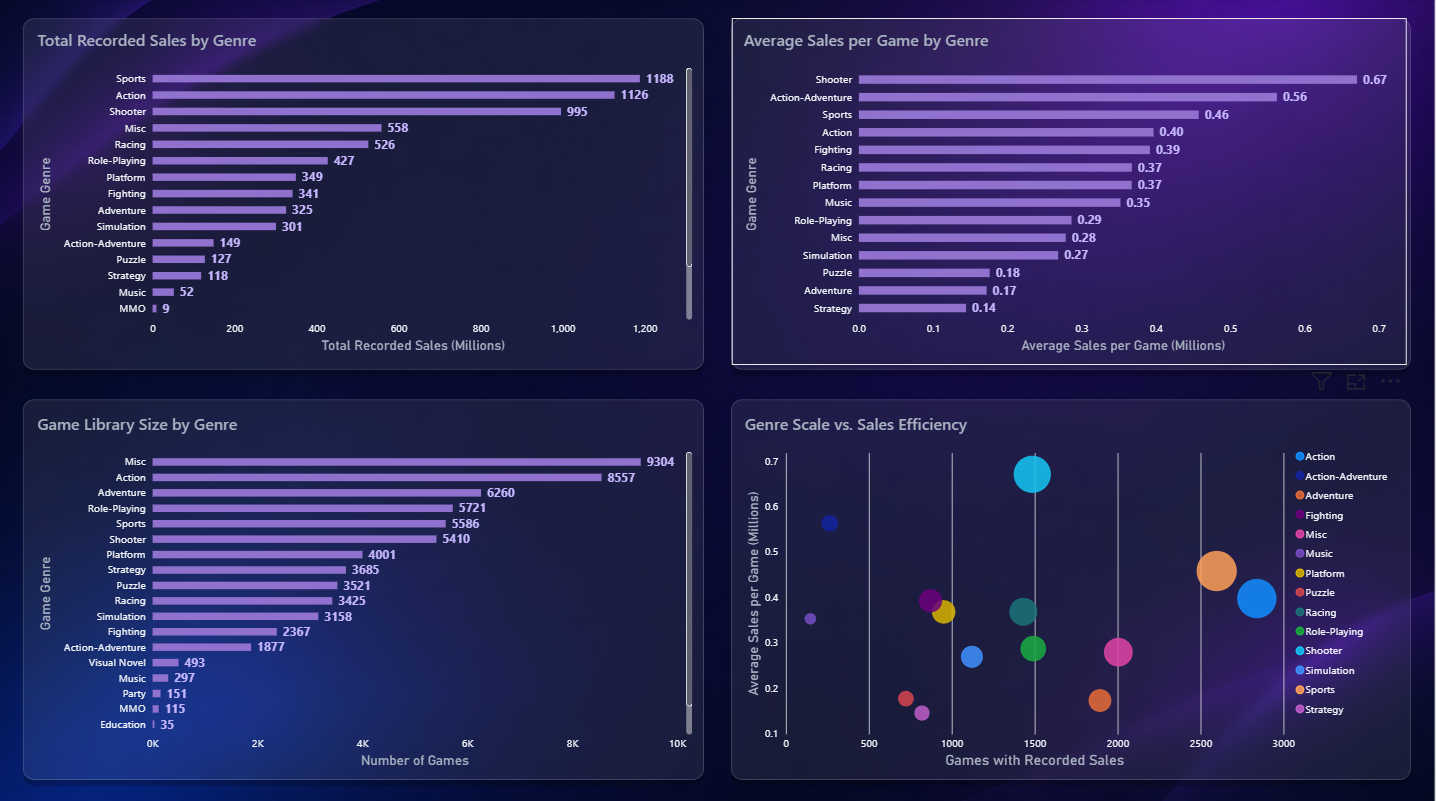 Total Recorded Sales by Genre
Game Genre
Sports 1188
Action 1126
Shooter 995
Misc 558
Racing 526
Role-Playing 427
Platform 349
Fighting 341
Adventure 325
Simulation 301
Action-Adventure 149
Puzzle 127
Strategy 118
Music 52
MMO 9
0 200 400 600 800 1,000 1,200
Total Recorded Sales (Millions)
Average Sales per Game by Genre
Game Genre
Shooter 0.67
Action-Adventure 0.56
Sports 0.46
Action 0.40
Fighting 0.39
Racing 0.37
Platform 0.37
Music 0.35
Role-Playing 0.29
Misc 0.28
Simulation 0.27
Puzzle 0.18
Adventure 0.17
Strategy 0.14
0.0 0.1 0.2 0.3 0.4 0.5 0.6 0.7
Average Sales per Game (Millions)
Game Library Size by Genre
Game Genre
Misc 9304
Action 8557
Adventure 6260
Role-Playing 5721
Sports 5586
Shooter 5410
Platform 4001
Strategy 3685
Puzzle 3521
Racing 3425
Simulation 3158
Fighting 2367
Action-Adventure 1877
Visual Novel 493
Music 297
Party 151
MMO 115
Education 35
0K 2K 4K 6K 8K 10K
Number of Games
Genre Scale vs. Sales Efficiency
Average Sales per Game (Millions)
0.7
0.6
0.5
0.4
0.3
0.2
0.1
0 500 1000 1500 2000 2500 3000
Games with Recorded Sales
Action
Action-Adventure
Adventure
Fighting
Misc
Music
Platform
Puzzle
Racing
Role-Playing
Shooter
Simulation
Sports
Strategy